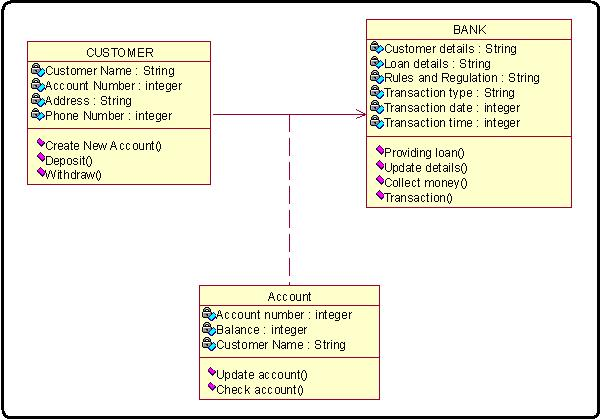 CUSTOMER
Customer Name : String
Account Number : integer
Address : String
Phone Number : integer
Create New Account()
Deposit()
Withdraw()
BANK
Customer details : String
Loan details : String
Rules and Regulation : String
Transaction type : String
Transaction date : integer
Transaction time : integer
Providing loan()
Update details()
Collect money()
Transaction()
Account
Account number : integer
Balance : integer
Customer Name : String
Update account()
Check account()